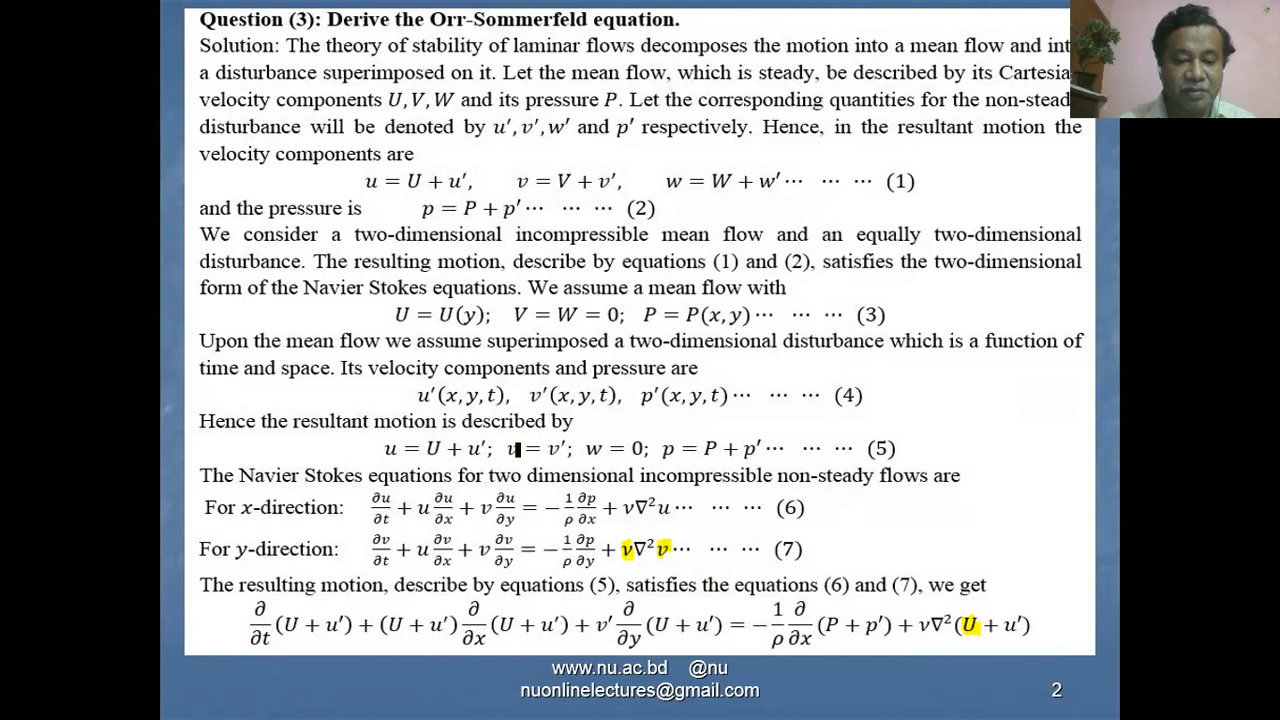 Question (3): Derive the Orr-Sommerfeld equation.
Solution: The theory of stability of laminar flows decomposes the motion into a mean flow and int
a disturbance superimposed on it. Let the mean flow, which is steady, be described by its Cartesia
velocity components U, V, W and its pressure P. Let the corresponding quantities for the non-stead
disturbance will be denoted by u′, v′, w′ and p′ respectively. Hence, in the resultant motion the
velocity components are
u = U + u′, v = V + v′, w = W + w′ ⋯ ⋯ ⋯ (1)
and the pressure is p = P + p′ ⋯ ⋯ ⋯ (2)
We consider a two-dimensional incompressible mean flow and an equally two-dimensional
disturbance. The resulting motion, describe by equations (1) and (2), satisfies the two-dimensional
form of the Navier Stokes equations. We assume a mean flow with
U = U(y); V = W = 0; P = P(x, y) ⋯ ⋯ ⋯ (3)
Upon the mean flow we assume superimposed a two-dimensional disturbance which is a function of
time and space. Its velocity components and pressure are
u′(x, y, t), v′(x, y, t), p′(x, y, t) ⋯ ⋯ ⋯ (4)
Hence the resultant motion is described by
u = U + u′; v = v′; w = 0; p = P + p′ ⋯ ⋯ ⋯ (5)
The Navier Stokes equations for two dimensional incompressible non-steady flows are
For x-direction: ∂u/∂t + u ∂u/∂x + v ∂u/∂y = −1/ρ ∂p/∂x + ν∇²u ⋯ ⋯ ⋯ (6)
For y-direction: ∂v/∂t + u ∂v/∂x + v ∂v/∂y = −1/ρ ∂p/∂y + ν∇²v ⋯ ⋯ ⋯ (7)
The resulting motion, describe by equations (5), satisfies the equations (6) and (7), we get
∂/∂t (U + u′) + (U + u′) ∂/∂x (U + u′) + v′ ∂/∂y (U + u′) = −1/ρ ∂/∂x (P + p′) + ν∇²(U + u′)
www.nu.ac.bd @nu
nuonlinelectures@gmail.com
2